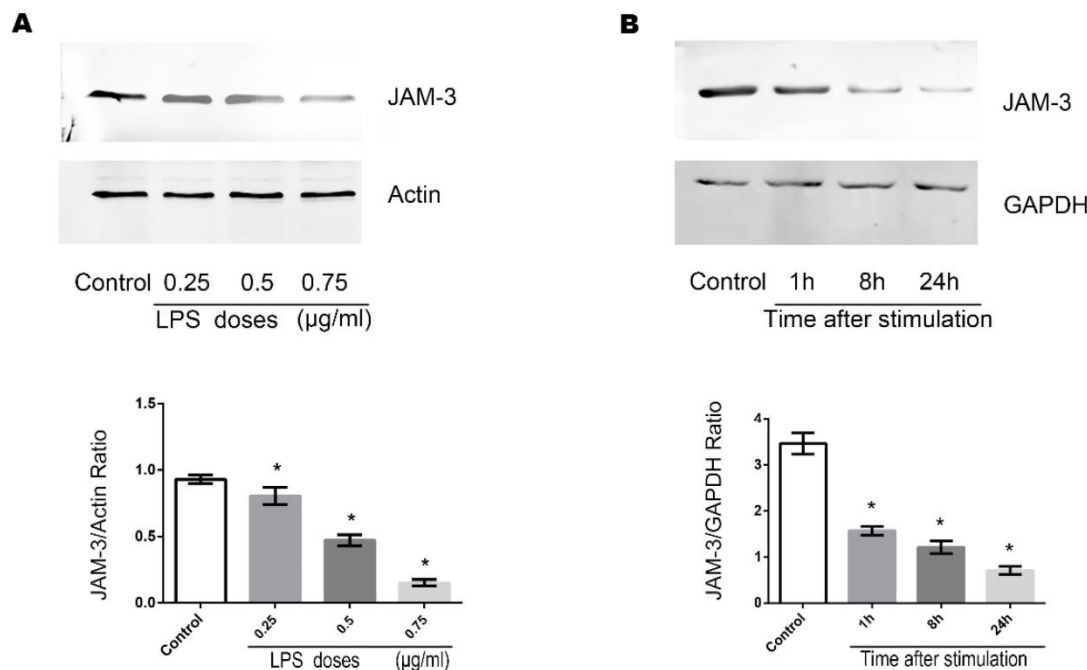 A
JAM-3
Actin
Control 0.25 0.5 0.75
LPS doses (µg/ml)
1.5
1.0
0.5
0.0
JAM-3/Actin Ratio
*
*
*
Control 0.25 0.5 0.75
LPS doses (µg/ml)
B
JAM-3
GAPDH
Control 1h 8h 24h
Time after stimulation
4
3
2
1
0
JAM-3/GAPDH Ratio
*
*
*
Control 1h 8h 24h
Time after stimulation